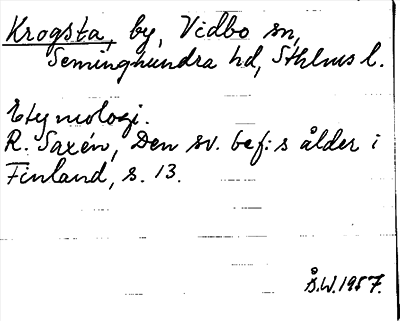 Krogsta, by, Vidbo sn,
Seminghundra hd, Sthlms l.
Etymologi.
R. Saxén, Den sv. bef:s ålder i
Finland, s. 13.
Å.W. 1957.